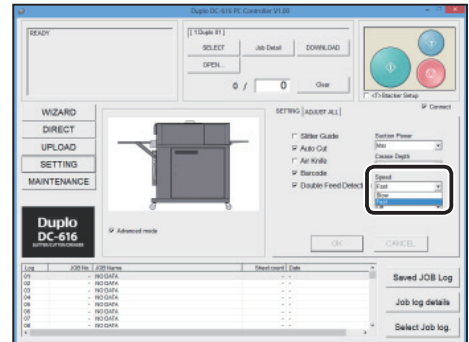 Duplo DC-616 PC Controller V1.00
READY
[ 1:Duplo 01 ]
SELECT
Job Detail
DOWNLOAD
OPEN...
0 / 0
Clear
<I> Stacker Setup
Connect
WIZARD
DIRECT
UPLOAD
SETTING
MAINTENANCE
Advanced mode
SETTING
ADJUST ALL
Slitter Guide
Auto Cut
Air Knife
Barcode
Double Feed Detect
Suction Power
Max
Crease Depth
Speed
Fast
Slow
Fast
OK
CANCEL
Duplo
DC-616
SLITTER/CUTTER/CREASER
Log JOB No. JOB Name Sheet count Date
01 - NO DATA - -
02 - NO DATA - -
03 - NO DATA - -
04 - NO DATA - -
05 - NO DATA - -
06 - NO DATA - -
07 - NO DATA - -
08 - NO DATA - -
Saved JOB Log
Job log details
Select Job log.